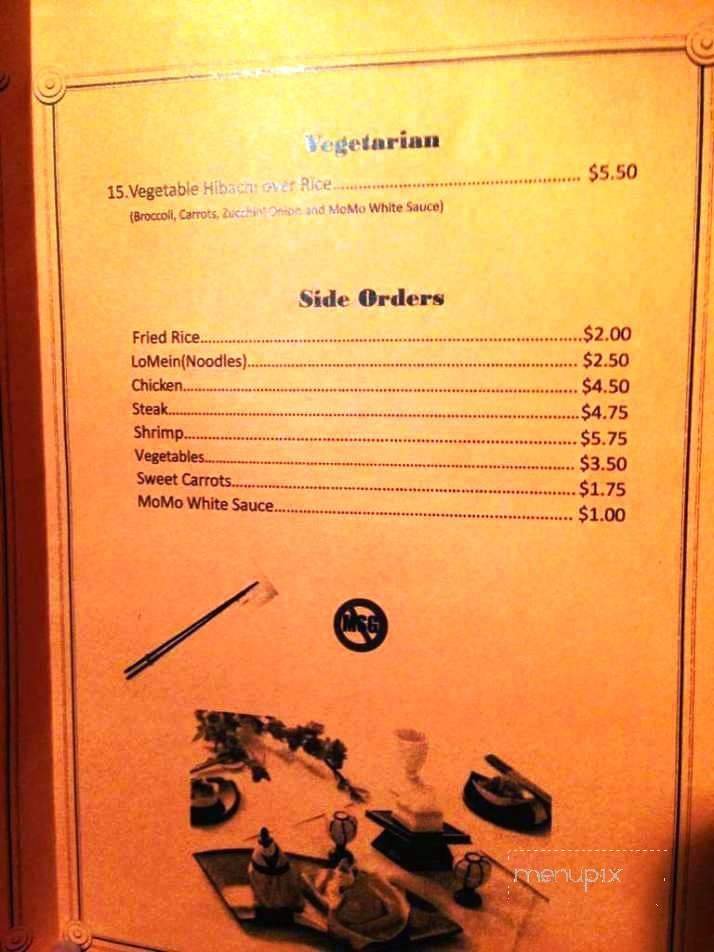 Vegetarian
15.Vegetable Hibachi over Rice........................................................ $5.50
(Broccoli, Carrots, Zucchini Onion and MoMo White Sauce)
Side Orders
Fried Rice........................................................................................$2.00
LoMein(Noodles)............................................................................. $2.50
Chicken........................................................................................... $4.50
Steak...............................................................................................$4.75
Shrimp............................................................................................ $5.75
Vegetables...................................................................................... $3.50
Sweet Carrots................................................................................. $1.75
MoMo White Sauce........................................................................ $1.00
MSG
menupix